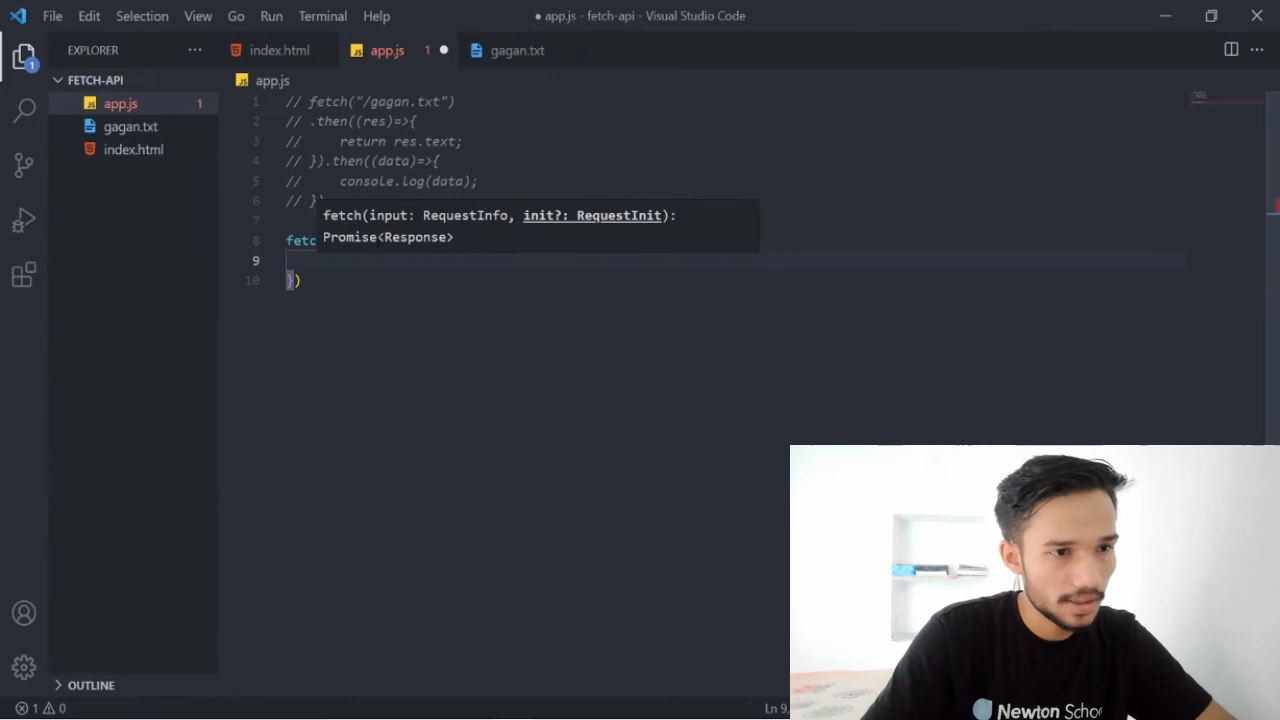 File Edit Selection View Go Run Terminal Help
● app.js - fetch-api - Visual Studio Code
EXPLORER ···
index.html
app.js 1 ●
gagan.txt
FETCH-API
app.js 1
gagan.txt
index.html
app.js
1 // fetch("/gagan.txt")
2 // .then((res)=>{
3 // return res.text;
4 // }).then((data)=>{
5 // console.log(data);
6 // })
7
8 fetc
fetch(input: RequestInfo, init?: RequestInit):
Promise<Response>
9
10 })
OUTLINE
1 0
Ln 9,
1
Newton Schoo